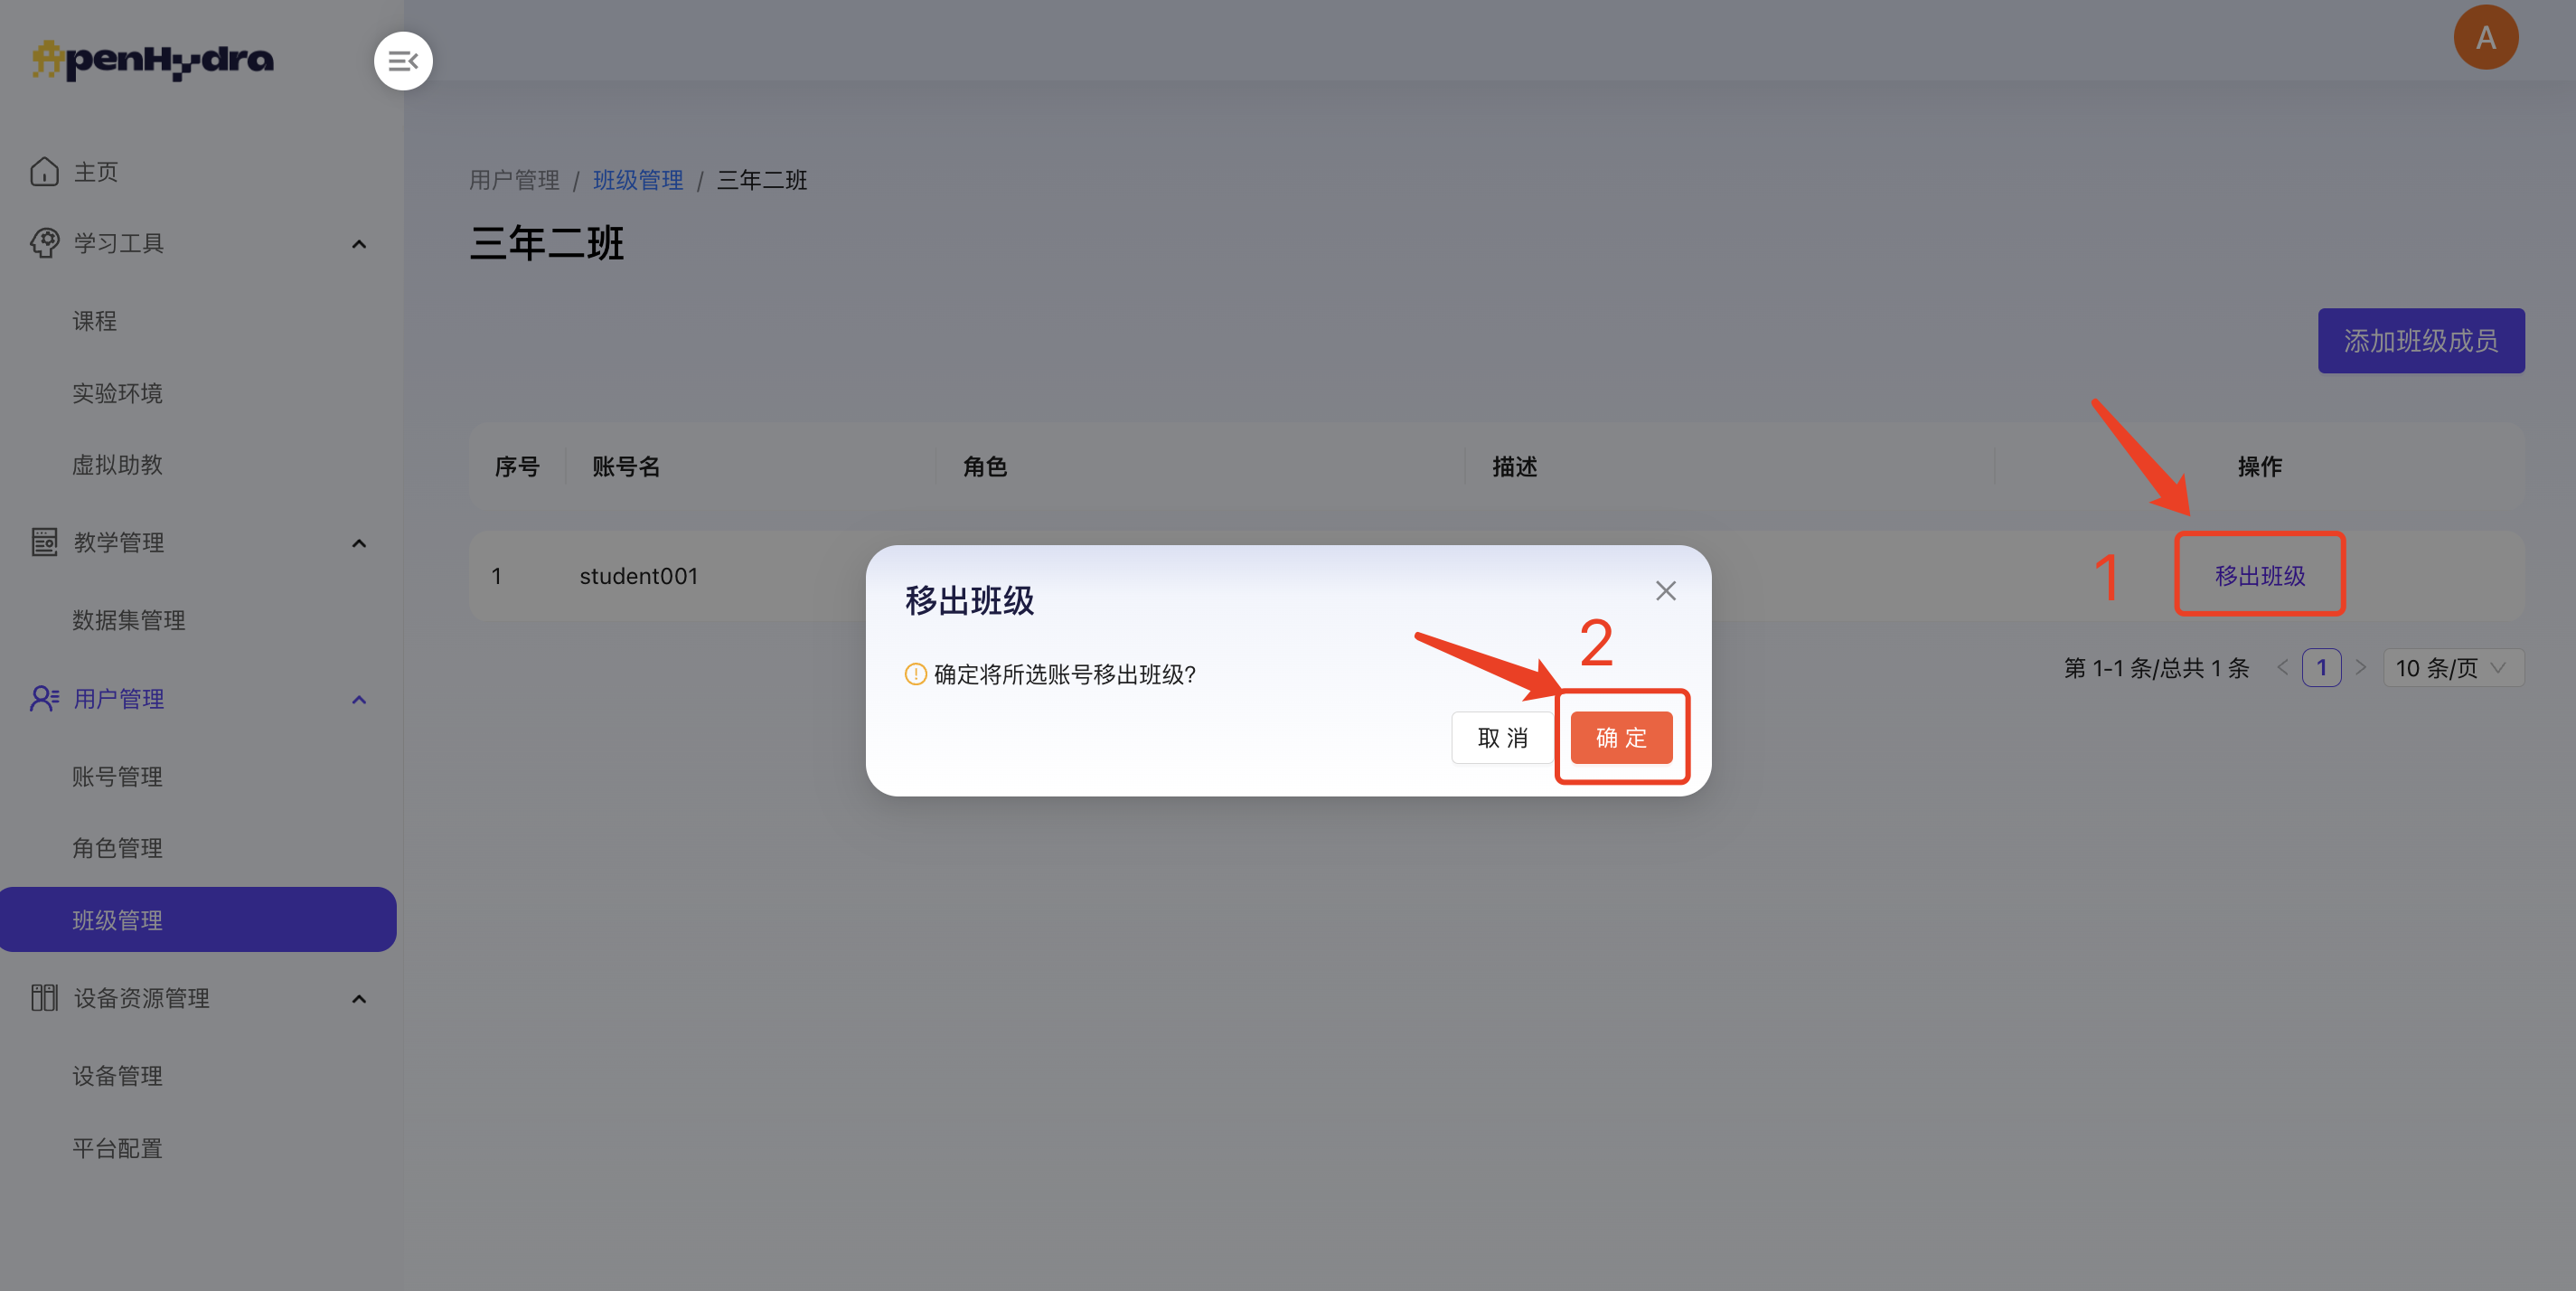 OpenHydra
A
主页
学习工具
课程
实验环境
虚拟助教
教学管理
数据集管理
用户管理
账号管理
角色管理
班级管理
设备资源管理
设备管理
平台配置
用户管理 / 班级管理 / 三年二班
三年二班
添加班级成员
序号 账号名 角色 描述 操作
1 student001 移出班级
1
第 1-1 条/总共 1 条 1 10 条/页
移出班级
确定将所选账号移出班级?
2
取 消 确 定